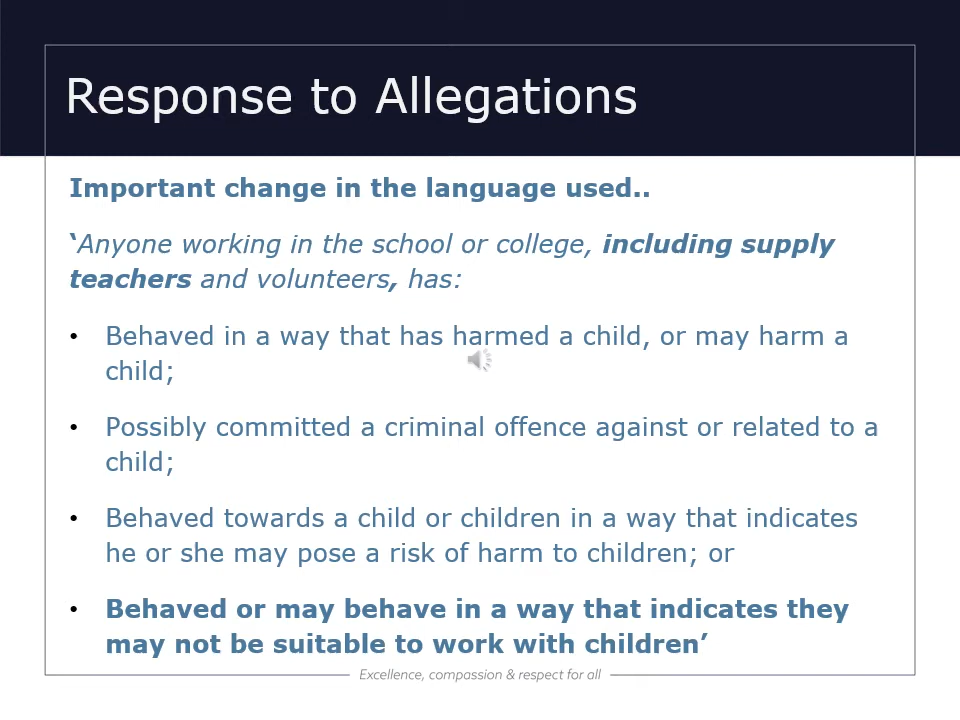 Response to Allegations
Important change in the language used..
‘Anyone working in the school or college, including supply
teachers and volunteers, has:
• Behaved in a way that has harmed a child, or may harm a
child;
• Possibly committed a criminal offence against or related to a
child;
• Behaved towards a child or children in a way that indicates
he or she may pose a risk of harm to children; or
• Behaved or may behave in a way that indicates they
may not be suitable to work with children’
Excellence, compassion & respect for all